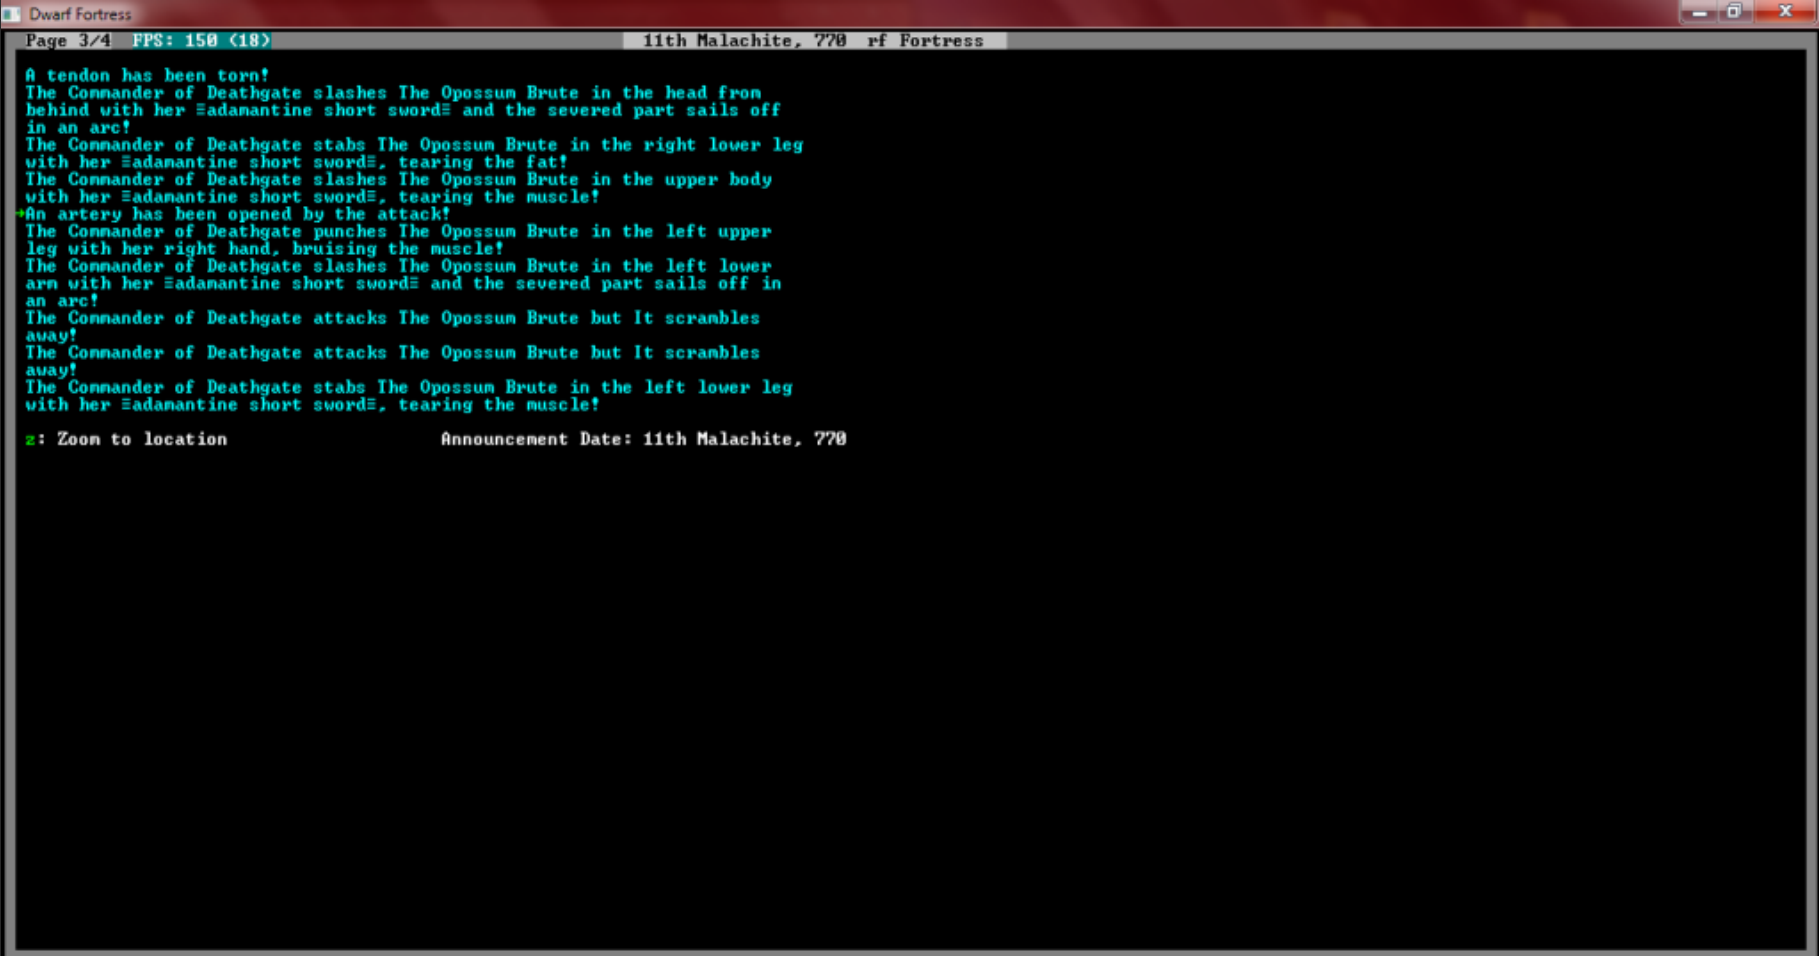 Dwarf Fortress
Page 3/4 FPS: 150 (18) 11th Malachite, 770 rf Fortress
A tendon has been torn!
The Commander of Deathgate slashes The Opossum Brute in the head from
behind with her ≡adamantine short sword≡ and the severed part sails off
in an arc!
The Commander of Deathgate stabs The Opossum Brute in the right lower leg
with her ≡adamantine short sword≡, tearing the fat!
The Commander of Deathgate slashes The Opossum Brute in the upper body
with her ≡adamantine short sword≡, tearing the muscle!
An artery has been opened by the attack!
The Commander of Deathgate punches The Opossum Brute in the left upper
leg with her right hand, bruising the muscle!
The Commander of Deathgate slashes The Opossum Brute in the left lower
arm with her ≡adamantine short sword≡ and the severed part sails off in
an arc!
The Commander of Deathgate attacks The Opossum Brute but It scrambles
away!
The Commander of Deathgate attacks The Opossum Brute but It scrambles
away!
The Commander of Deathgate stabs The Opossum Brute in the left lower leg
with her ≡adamantine short sword≡, tearing the muscle!
z: Zoom to location Announcement Date: 11th Malachite, 770